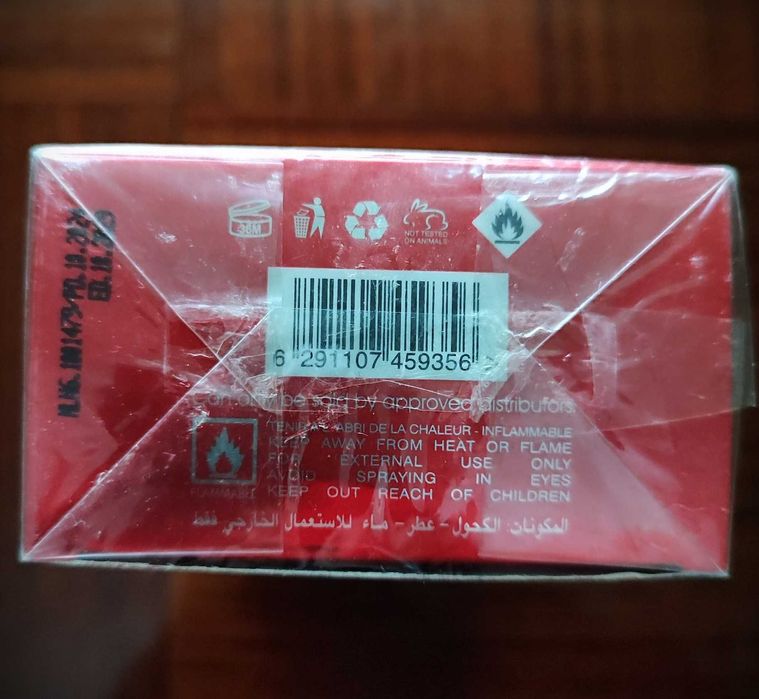 36M
NOT TESTED
ON ANIMALS
6 291107 459356
Can only be sold by approved distributors.
TENIR A L'ABRI DE LA CHALEUR - INFLAMMABLE
KEEP AWAY FROM HEAT OR FLAME
FOR EXTERNAL USE ONLY
AVOID SPRAYING IN EYES
KEEP OUT REACH OF CHILDREN
FLAMMABLE
المكونات الكحول - عطر - ماء للاستعمال الخارجي فقط